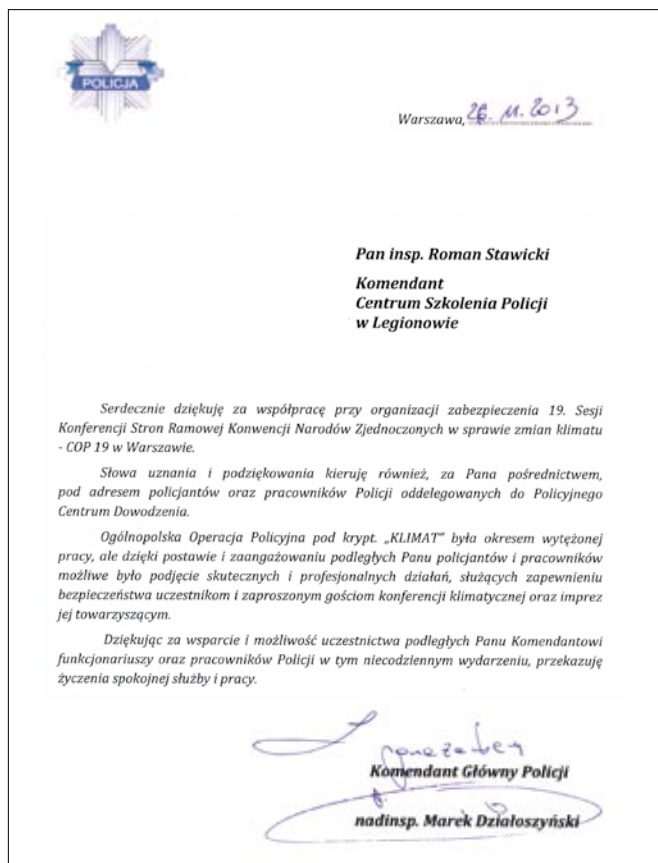 POLICJA
Warszawa, 26. 11. 2013
Pan insp. Roman Stawicki
Komendant
Centrum Szkolenia Policji
w Legionowie
Serdecznie dziękuję za współpracę przy organizacji zabezpieczenia 19. Sesji
Konferencji Stron Ramowej Konwencji Narodów Zjednoczonych w sprawie zmian klimatu
- COP 19 w Warszawie.
Słowa uznania i podziękowania kieruję również, za Pana pośrednictwem,
pod adresem policjantów oraz pracowników Policji oddelegowanych do Policyjnego
Centrum Dowodzenia.
Ogólnopolska Operacja Policyjna pod krypt. „KLIMAT" była okresem wytężonej
pracy, ale dzięki postawie i zaangażowaniu podległych Panu policjantów i pracowników
możliwe było podjęcie skutecznych i profesjonalnych działań, służących zapewnieniu
bezpieczeństwa uczestnikom i zaproszonym gościom konferencji klimatycznej oraz imprez
jej towarzyszącym.
Dziękując za wsparcie i możliwość uczestnictwa podległych Panu Komendantowi
funkcjonariuszy oraz pracowników Policji w tym niecodziennym wydarzeniu, przekazuję
życzenia spokojnej służby i pracy.
Komendant Główny Policji
nadinsp. Marek Działoszyński